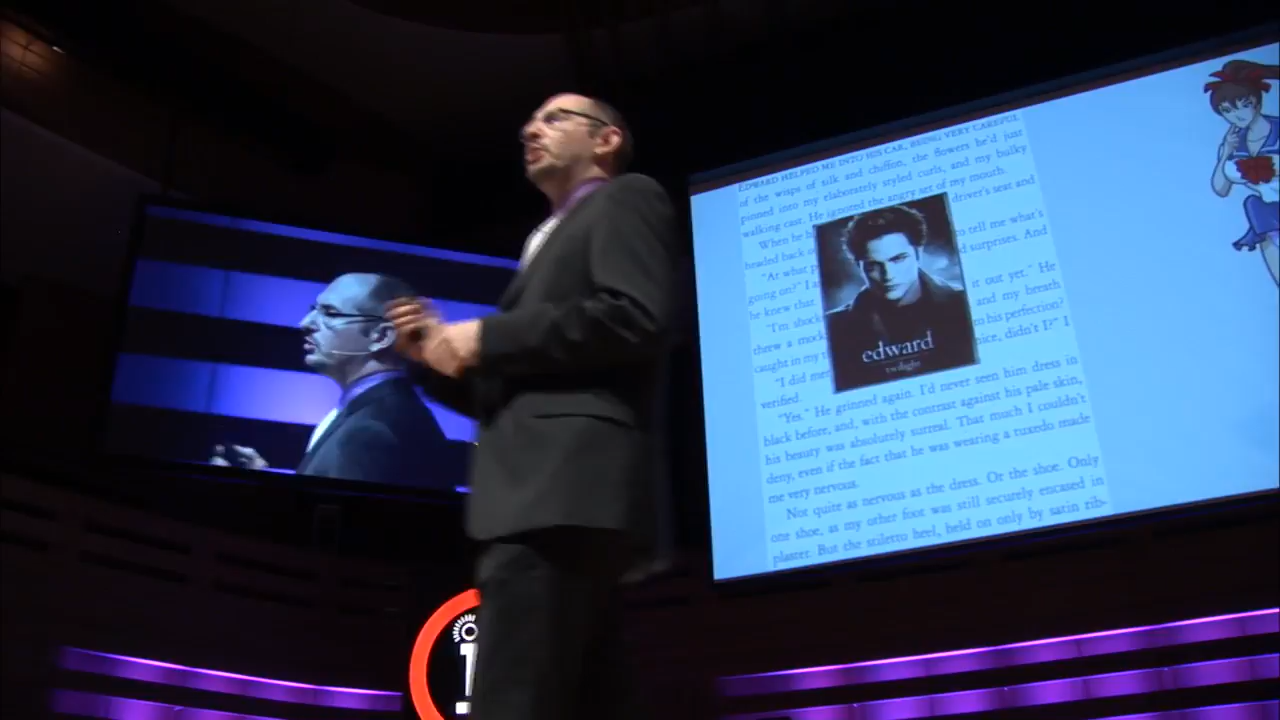 EDWARD HELPED ME INTO HIS CAR, BEING VERY CAREFUL
of the wisps of silk and chiffon, the flowers he'd just
pinned into my elaborately styled curls, and my bulky
walking cast. He ignored the angry set of my mouth.
When he h driver's seat and
headed back o
"At what p to tell me what's
going on?" I a d surprises. And
he knew that.
"I'm shock it out yet." He
threw a mock and my breath
caught in my t to his perfection?
"I did men nice, didn't I?" I
verified.
"Yes." He grinned again. I'd never seen him dress in
black before, and, with the contrast against his pale skin,
his beauty was absolutely surreal. That much I couldn't
deny, even if the fact that he was wearing a tuxedo made
me very nervous.
Not quite as nervous as the dress. Or the shoe. Only
one shoe, as my other foot was still securely encased in
plaster. But the stiletto heel, held on only by satin rib-
edward
twilight